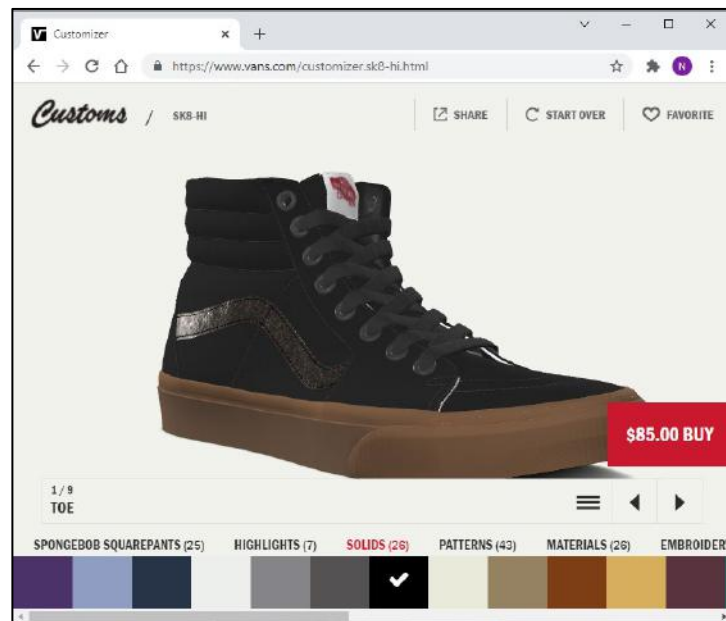 Customizer
https://www.vans.com/customizer.sk8-hi.html
N
Customs / SK8-HI
SHARE
START OVER
FAVORITE
$85.00 BUY
1 / 9
TOE
SPONGEBOB SQUAREPANTS (25) HIGHLIGHTS (7) SOLIDS (26) PATTERNS (43) MATERIALS (26) EMBROIDER